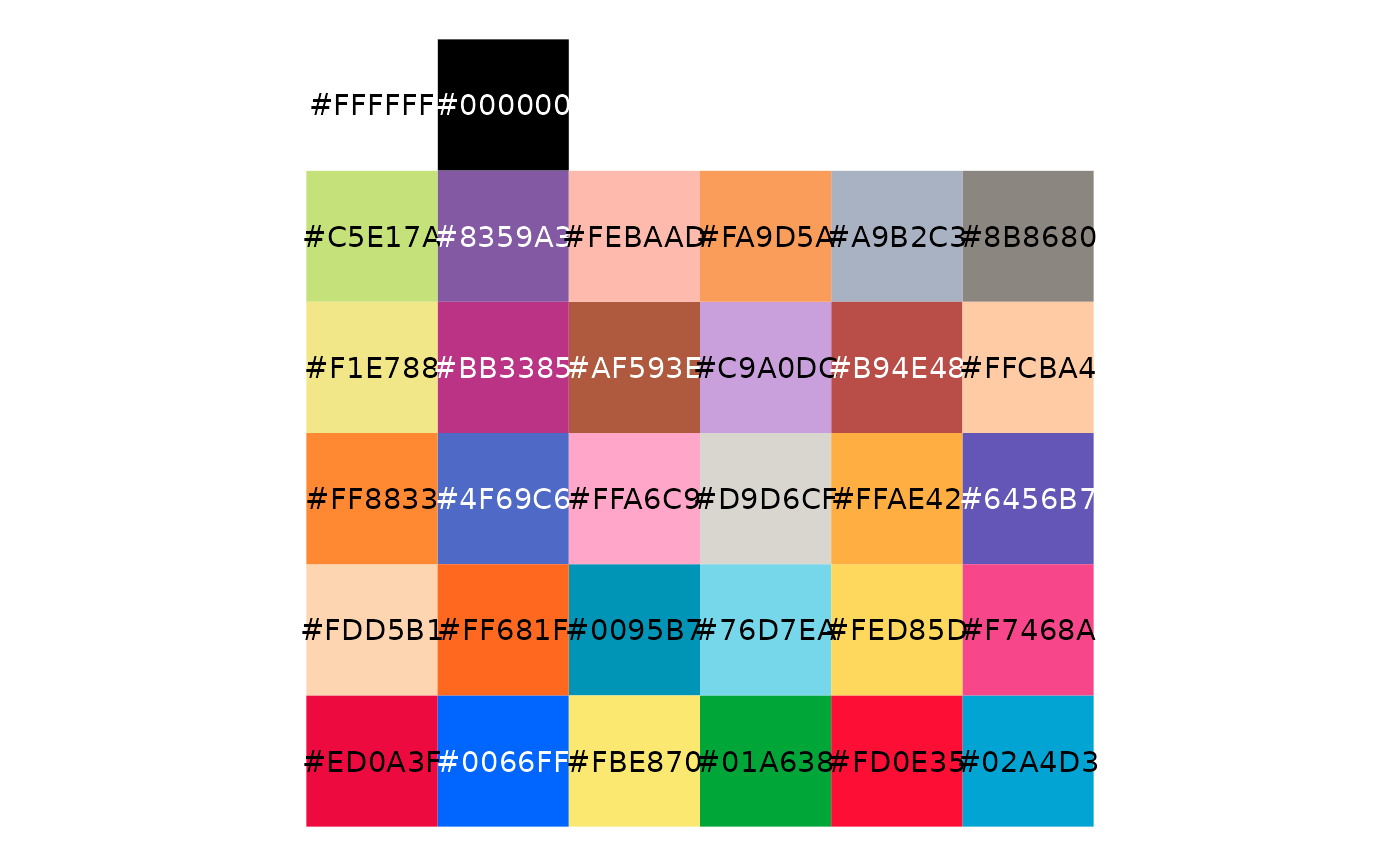 #FFFFFF #000000
#C5E17A #8359A3 #FEBAAD #FA9D5A #A9B2C3 #8B8680
#F1E788 #BB3385 #AF593E #C9A0DC #B94E48 #FFCBA4
#FF8833 #4F69C6 #FFA6C9 #D9D6CF #FFAE42 #6456B7
#FDD5B1 #FF681F #0095B7 #76D7EA #FED85D #F7468A
#ED0A3F #0066FF #FBE870 #01A638 #FD0E35 #02A4D3